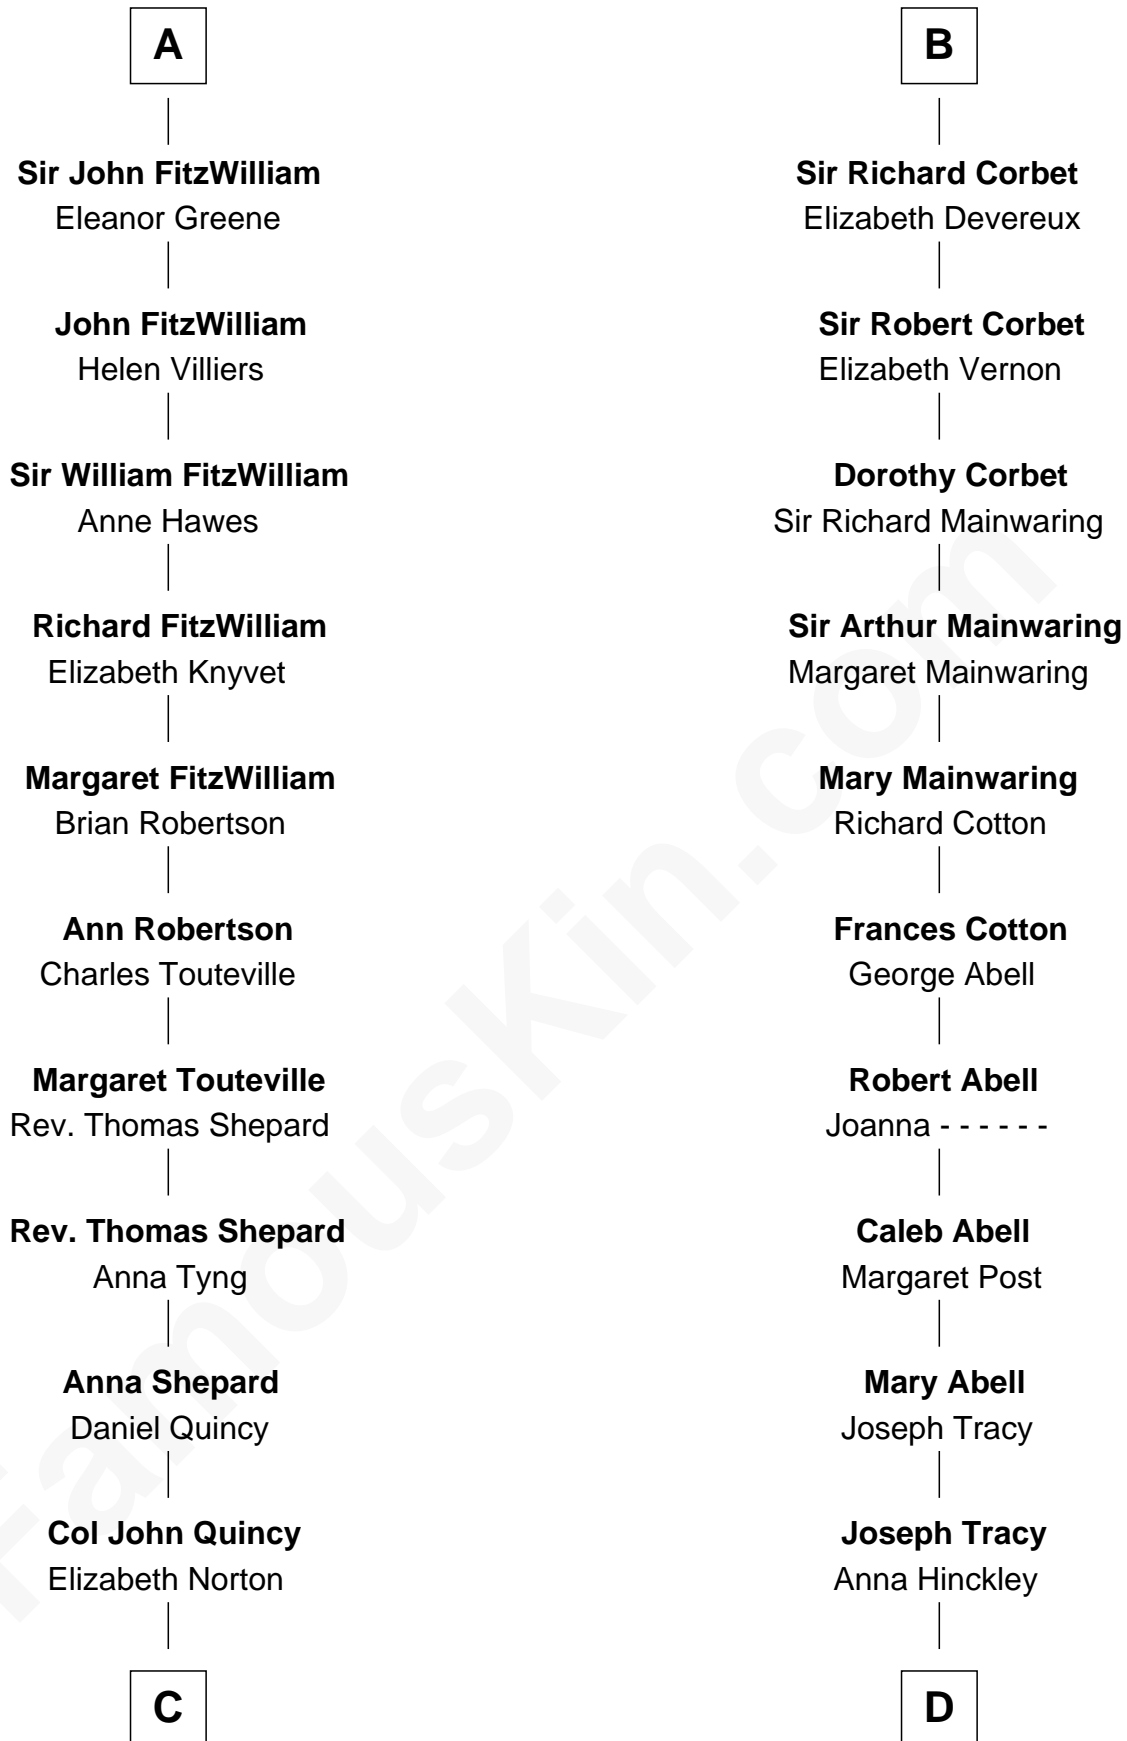 A
Sir John FitzWilliam
Eleanor Greene
John FitzWilliam
Helen Villiers
Sir William FitzWilliam
Anne Hawes
Richard FitzWilliam
Elizabeth Knyvet
Margaret FitzWilliam
Brian Robertson
Ann Robertson
Charles Touteville
Margaret Touteville
Rev. Thomas Shepard
Rev. Thomas Shepard
Anna Tyng
Anna Shepard
Daniel Quincy
Col John Quincy
Elizabeth Norton
C
B
Sir Richard Corbet
Elizabeth Devereux
Sir Robert Corbet
Elizabeth Vernon
Dorothy Corbet
Sir Richard Mainwaring
Sir Arthur Mainwaring
Margaret Mainwaring
Mary Mainwaring
Richard Cotton
Frances Cotton
George Abell
Robert Abell
Joanna - - - - - -
Caleb Abell
Margaret Post
Mary Abell
Joseph Tracy
Joseph Tracy
Anna Hinckley
D
FamousKin.com